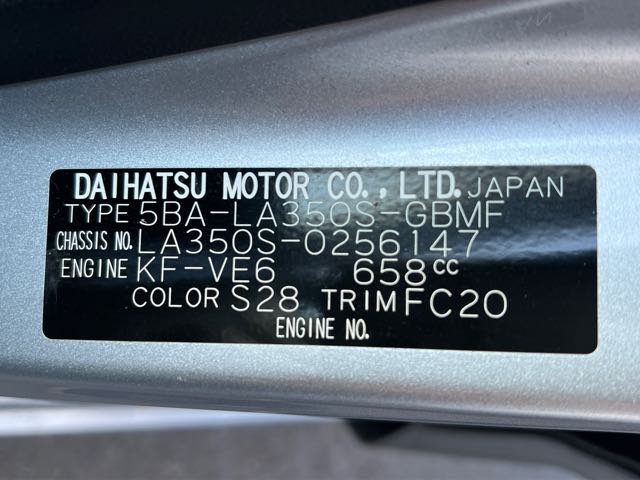 DAIHATSU MOTOR CO., LTD. JAPAN
TYPE 5BA-LA350S-GBMF
CHASSIS NO. LA350S-0256147
ENGINE KF-VE6 658cc
COLOR S28 TRIM FC20
ENGINE NO.